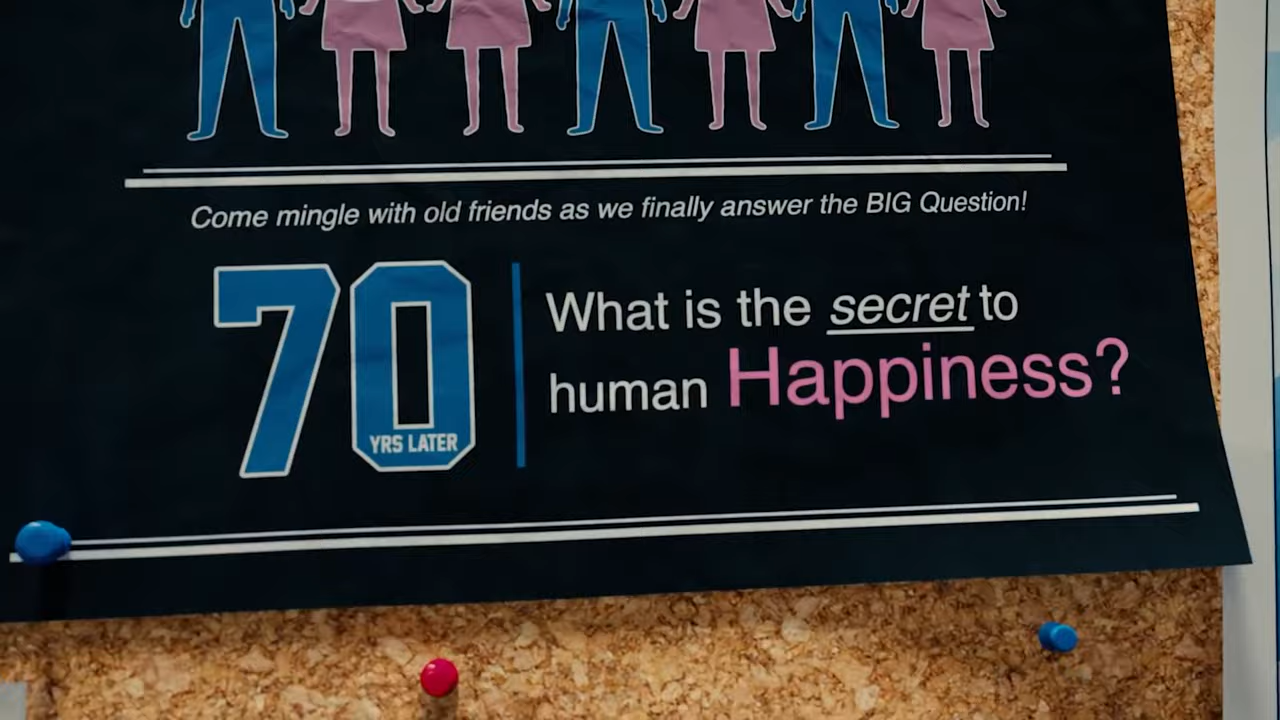 Come mingle with old friends as we finally answer the BIG Question!
70
YRS LATER
What is the secret to
human Happiness?